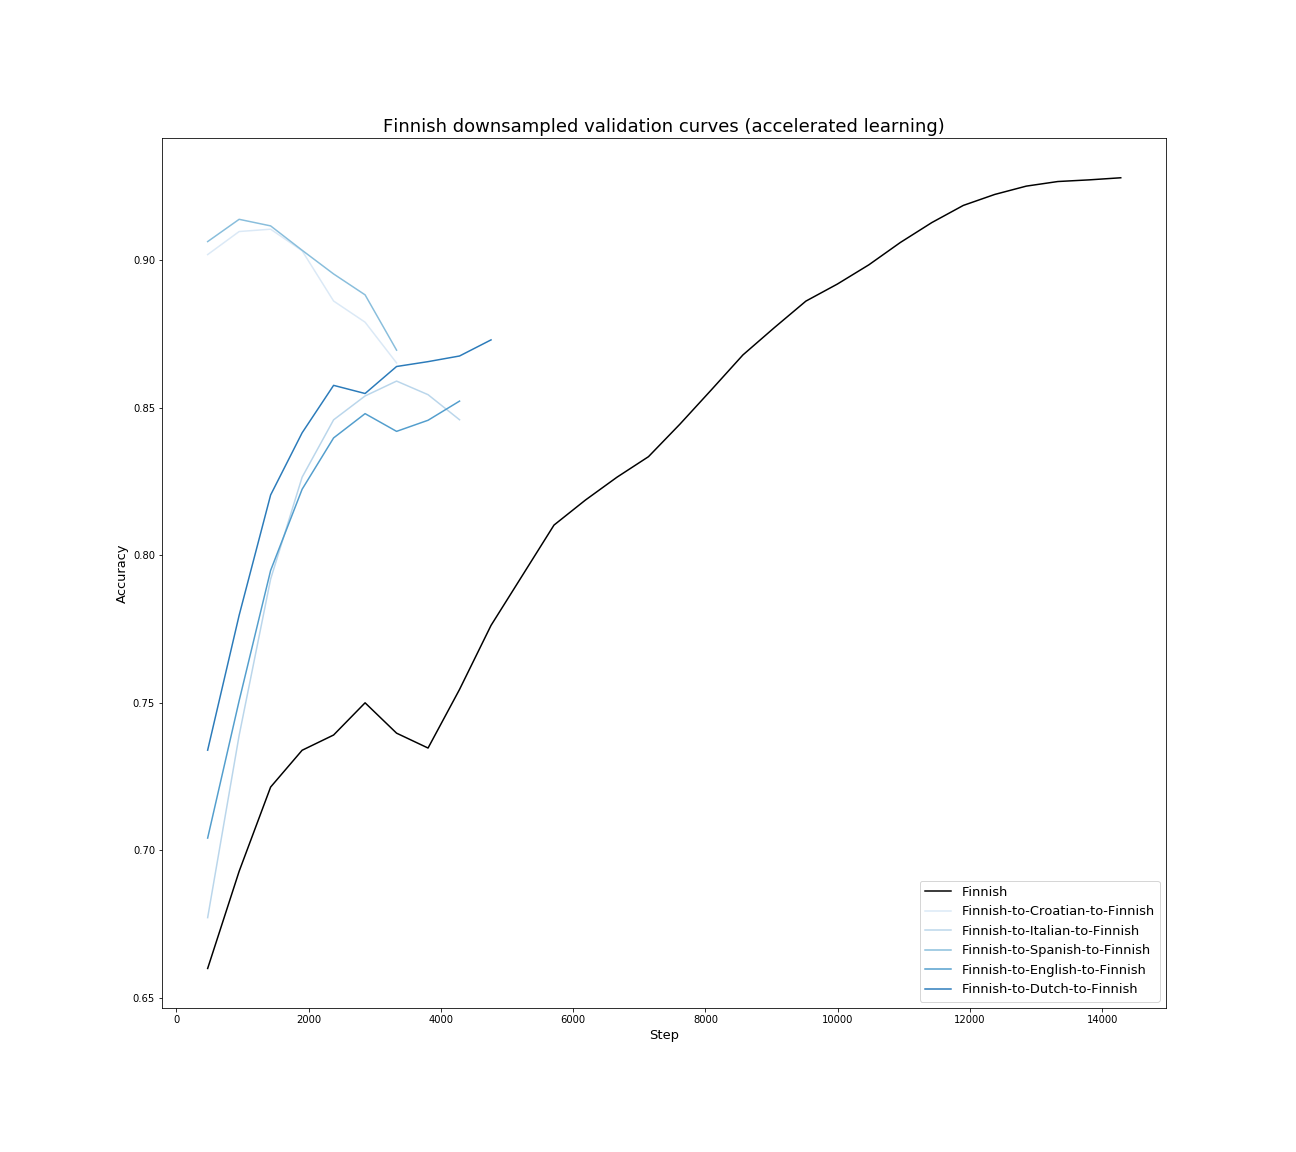 Finnish downsampled validation curves (accelerated learning)
0.90
0.85
0.80
0.75
0.70
0.65
Accuracy
0
2000
4000
6000
8000
10000
12000
14000
Step
Finnish
Finnish-to-Croatian-to-Finnish
Finnish-to-Italian-to-Finnish
Finnish-to-Spanish-to-Finnish
Finnish-to-English-to-Finnish
Finnish-to-Dutch-to-Finnish